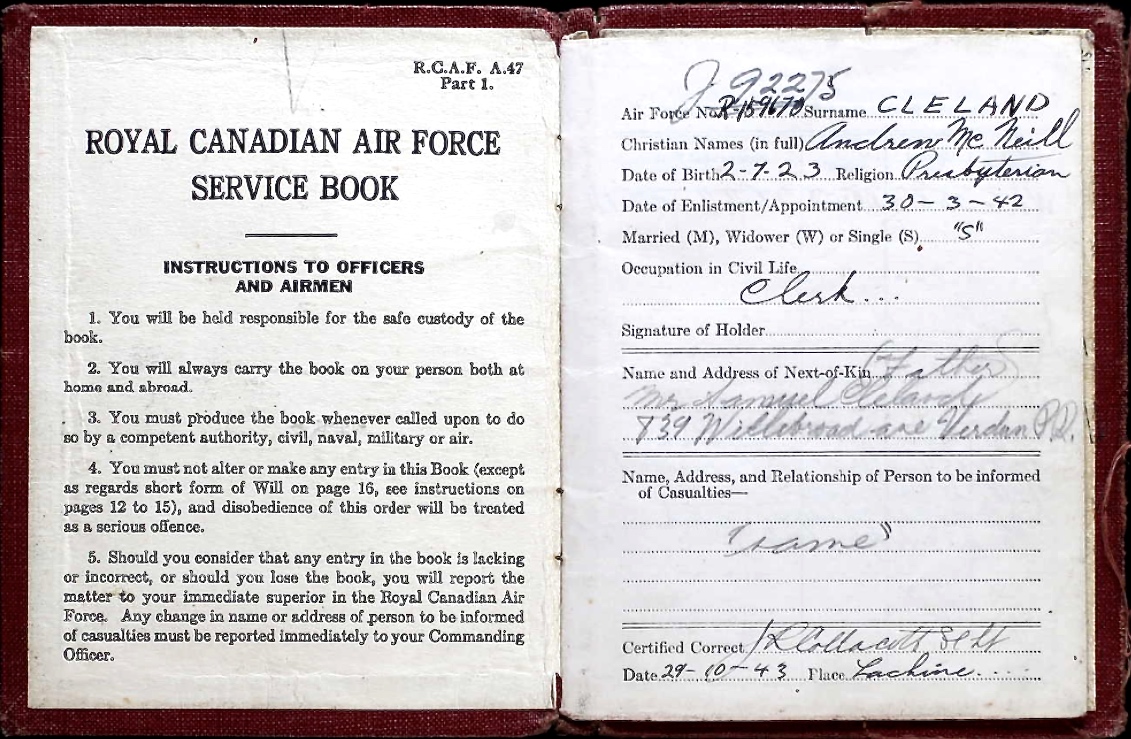 R.C.A.F. A.47
Part 1.
ROYAL CANADIAN AIR FORCE
SERVICE BOOK
INSTRUCTIONS TO OFFICERS
AND AIRMEN
1. You will be held responsible for the safe custody of the
book.
2. You will always carry the book on your person both at
home and abroad.
3. You must produce the book whenever called upon to do
so by a competent authority, civil, naval, military or air.
4. You must not alter or make any entry in this Book (except
as regards short form of Will on page 16, see instructions on
pages 12 to 15), and disobedience of this order will be treated
as a serious offence.
5. Should you consider that any entry in the book is lacking
or incorrect, or should you lose the book, you will report the
matter to your immediate superior in the Royal Canadian Air
Force. Any change in name or address of person to be informed
of casualties must be reported immediately to your Commanding
Officer.
J 92275
Air Force No. R-159673 Surname CLELAND
Christian Names (in full) Andrew McNeill
Date of Birth 2-7-23 Religion Presbyterian
Date of Enlistment/Appointment 30-3-42
Married (M), Widower (W) or Single (S) "S"
Occupation in Civil Life
Clerk...
Signature of Holder
Name and Address of Next-of-Kin (Father)
Mr Samuel Cleland
739 Willibroad ave Verdun P.Q.
Name, Address, and Relationship of Person to be informed
of Casualties—
"same"
Certified Correct
Date 29-10-43 Place Lachine